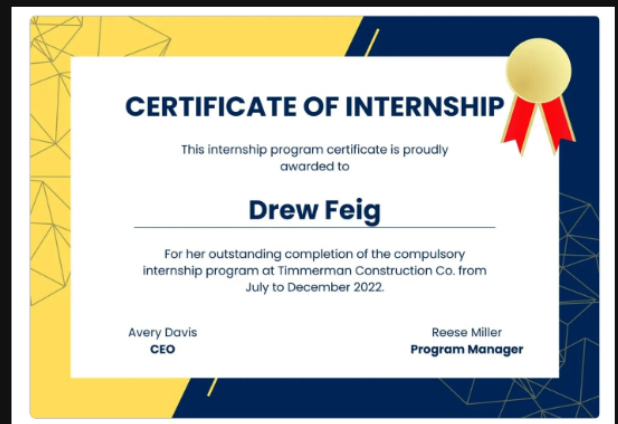 CERTIFICATE OF INTERNSHIP
This internship program certificate is proudly
awarded to
Drew Feig
For her outstanding completion of the compulsory
internship program at Timmerman Construction Co. from
July to December 2022.
Avery Davis
CEO
Reese Miller
Program Manager